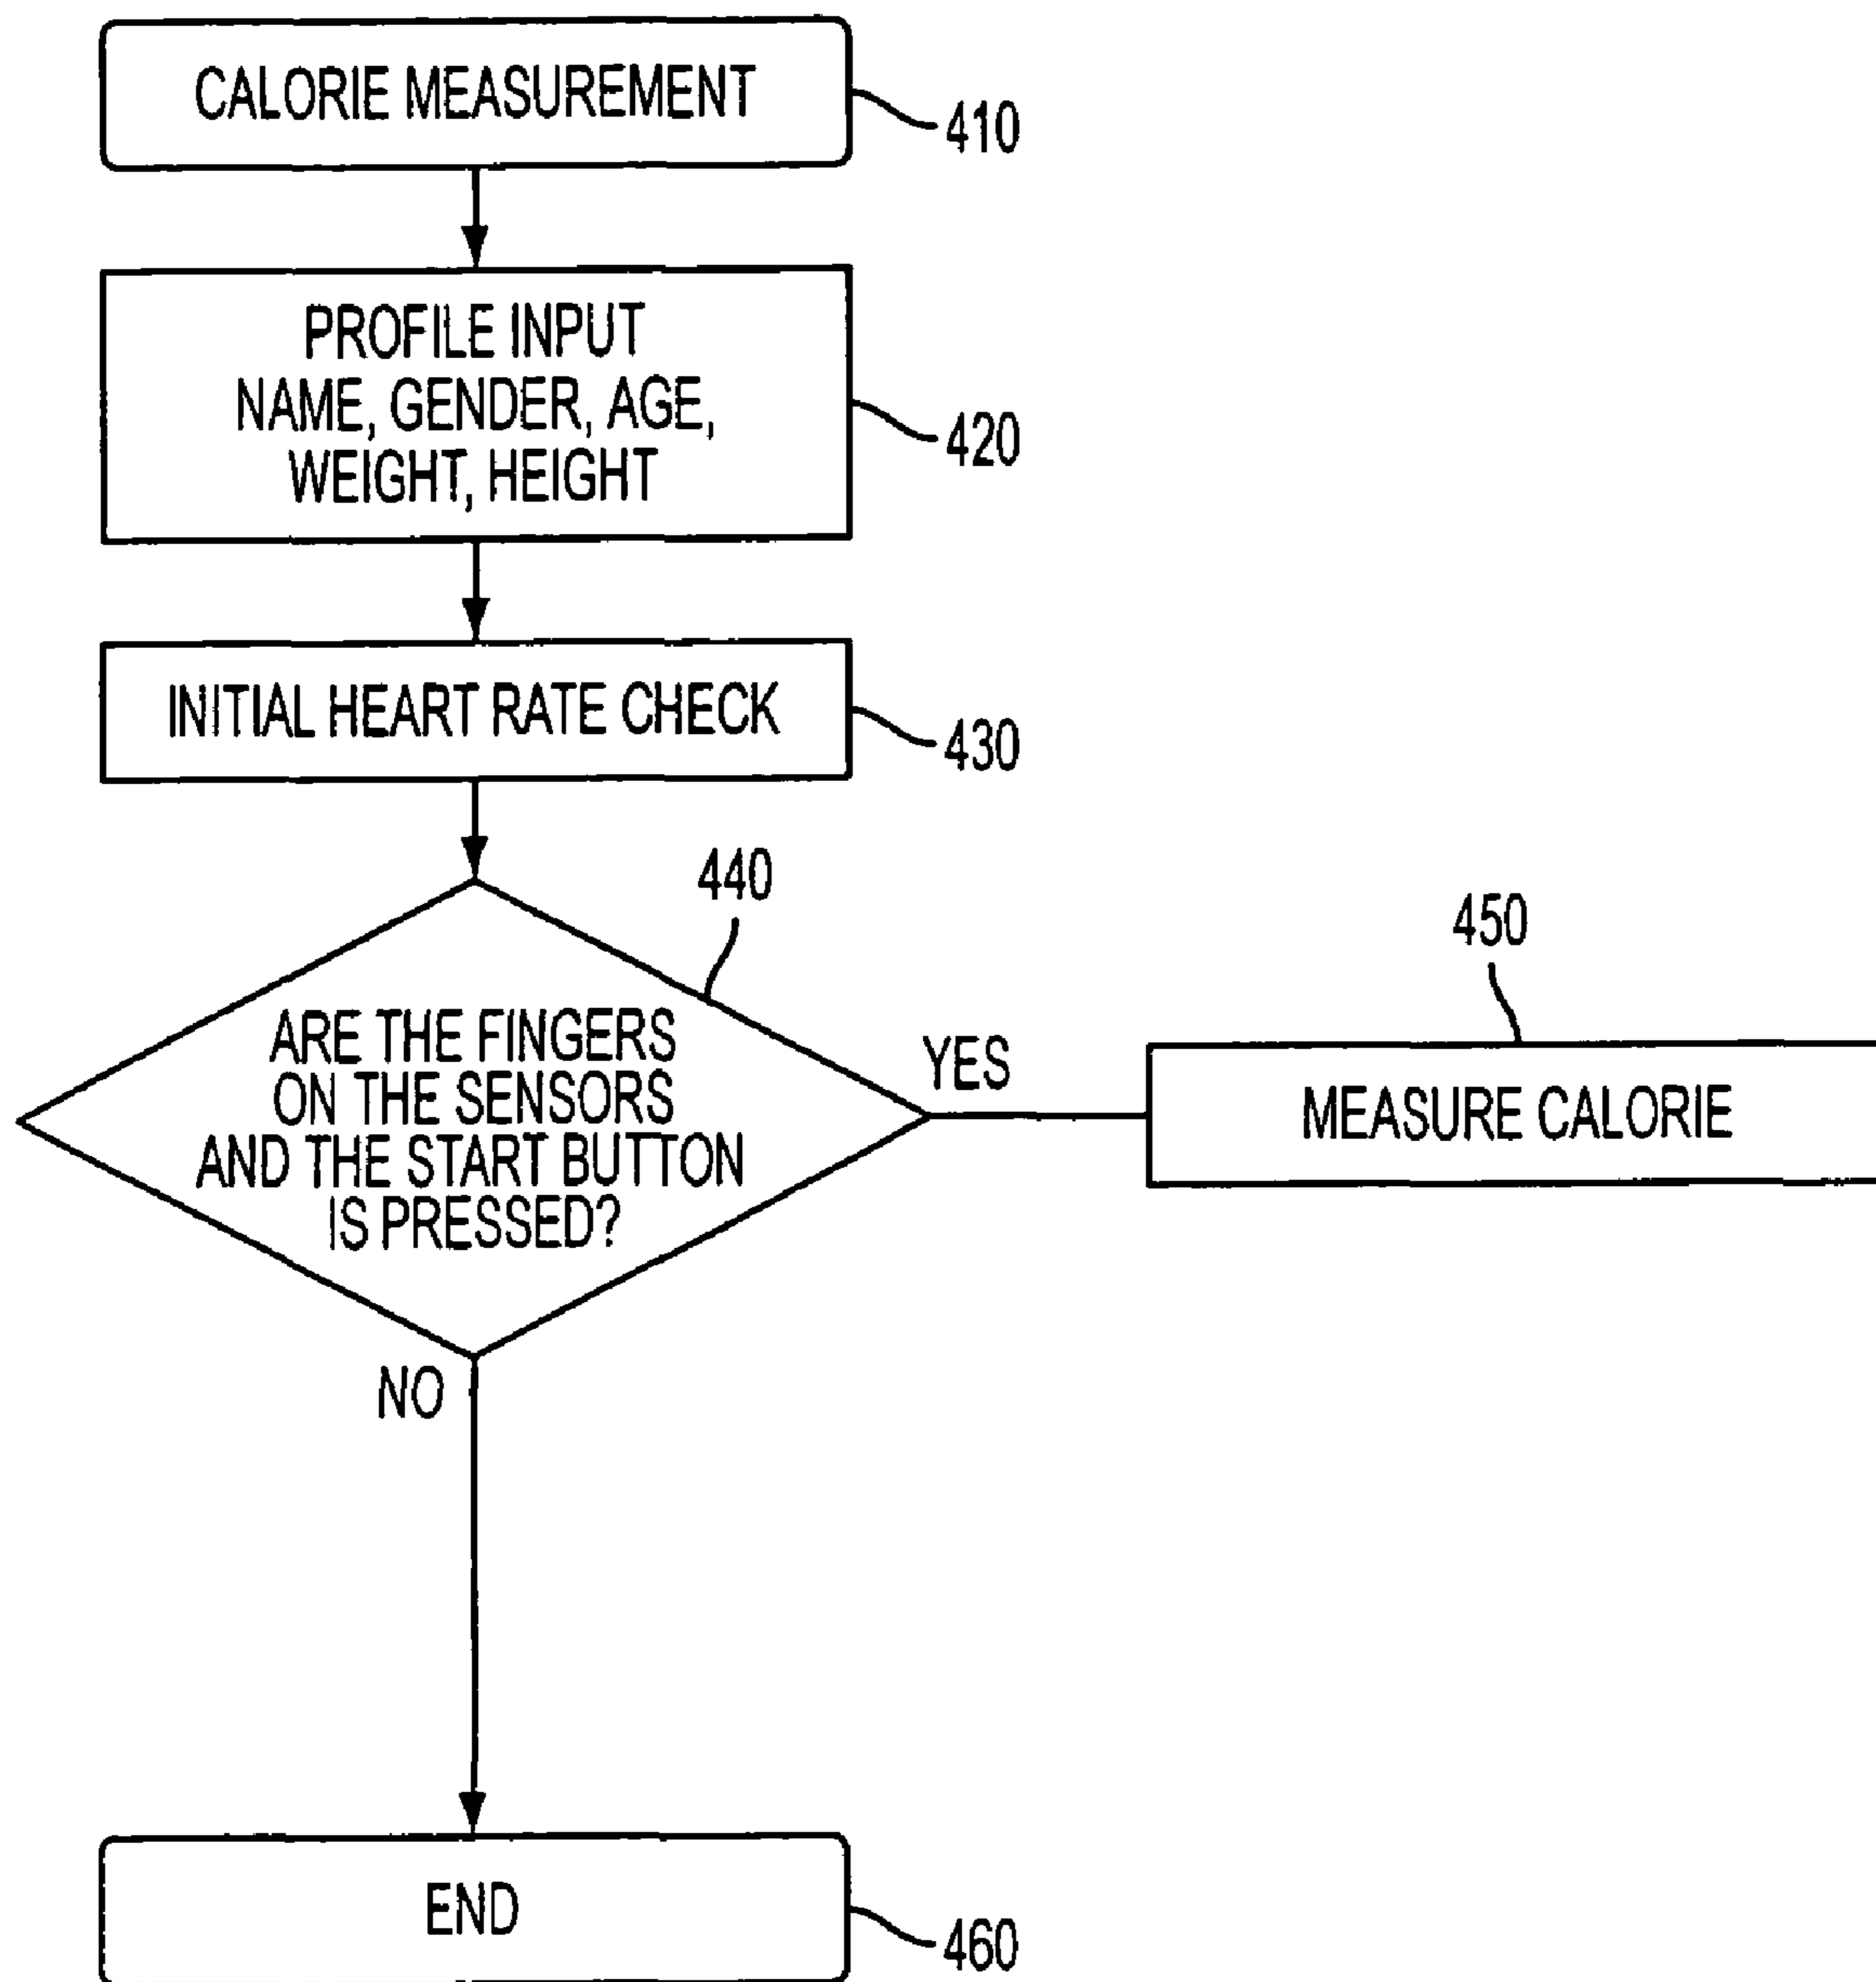 CALORIE MEASUREMENT
410
PROFILE INPUT
NAME, GENDER, AGE,
WEIGHT, HEIGHT
420
INITIAL HEART RATE CHECK
430
440
ARE THE FINGERS
ON THE SENSORS
AND THE START BUTTON
IS PRESSED?
YES
450
MEASURE CALORIE
NO
END
460